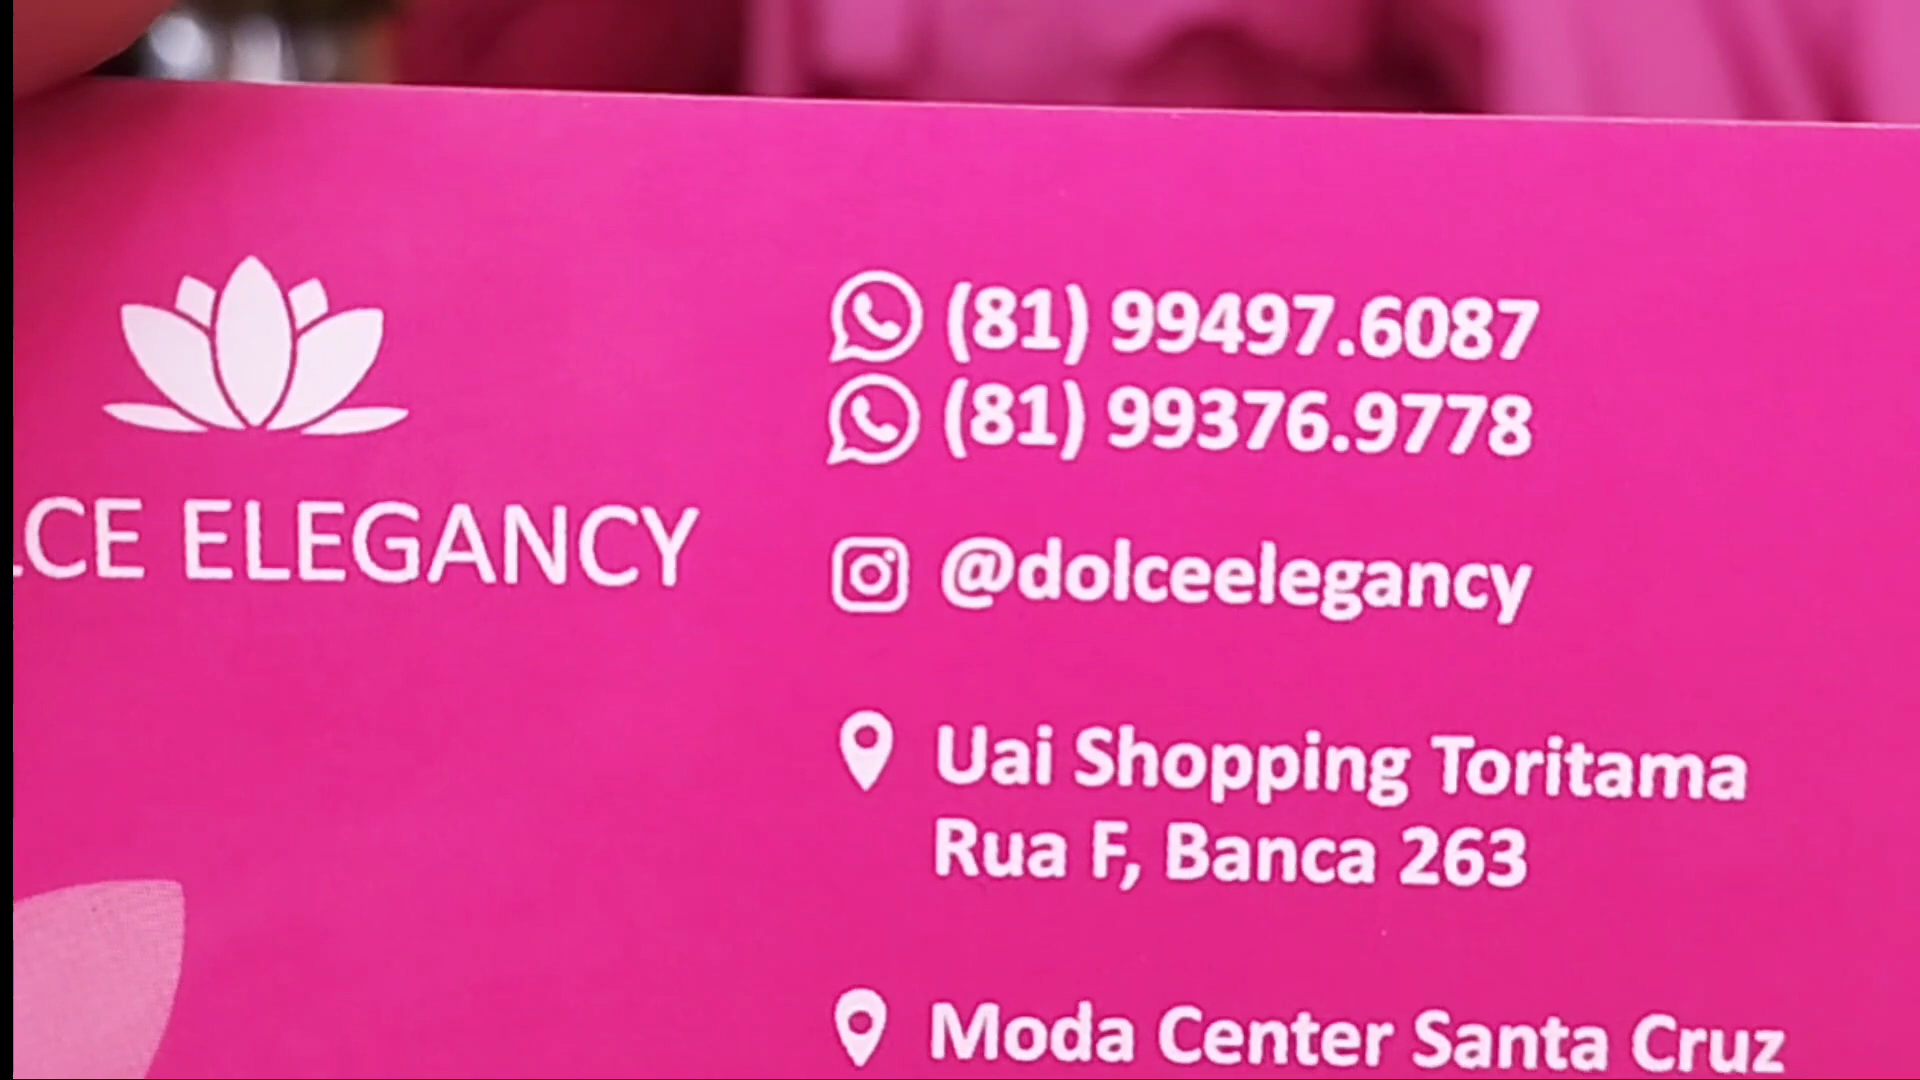 LCE ELEGANCY
(81) 99497.6087
(81) 99376.9778
@dolceelegancy
Uai Shopping Toritama
Rua F, Banca 263
Moda Center Santa Cruz